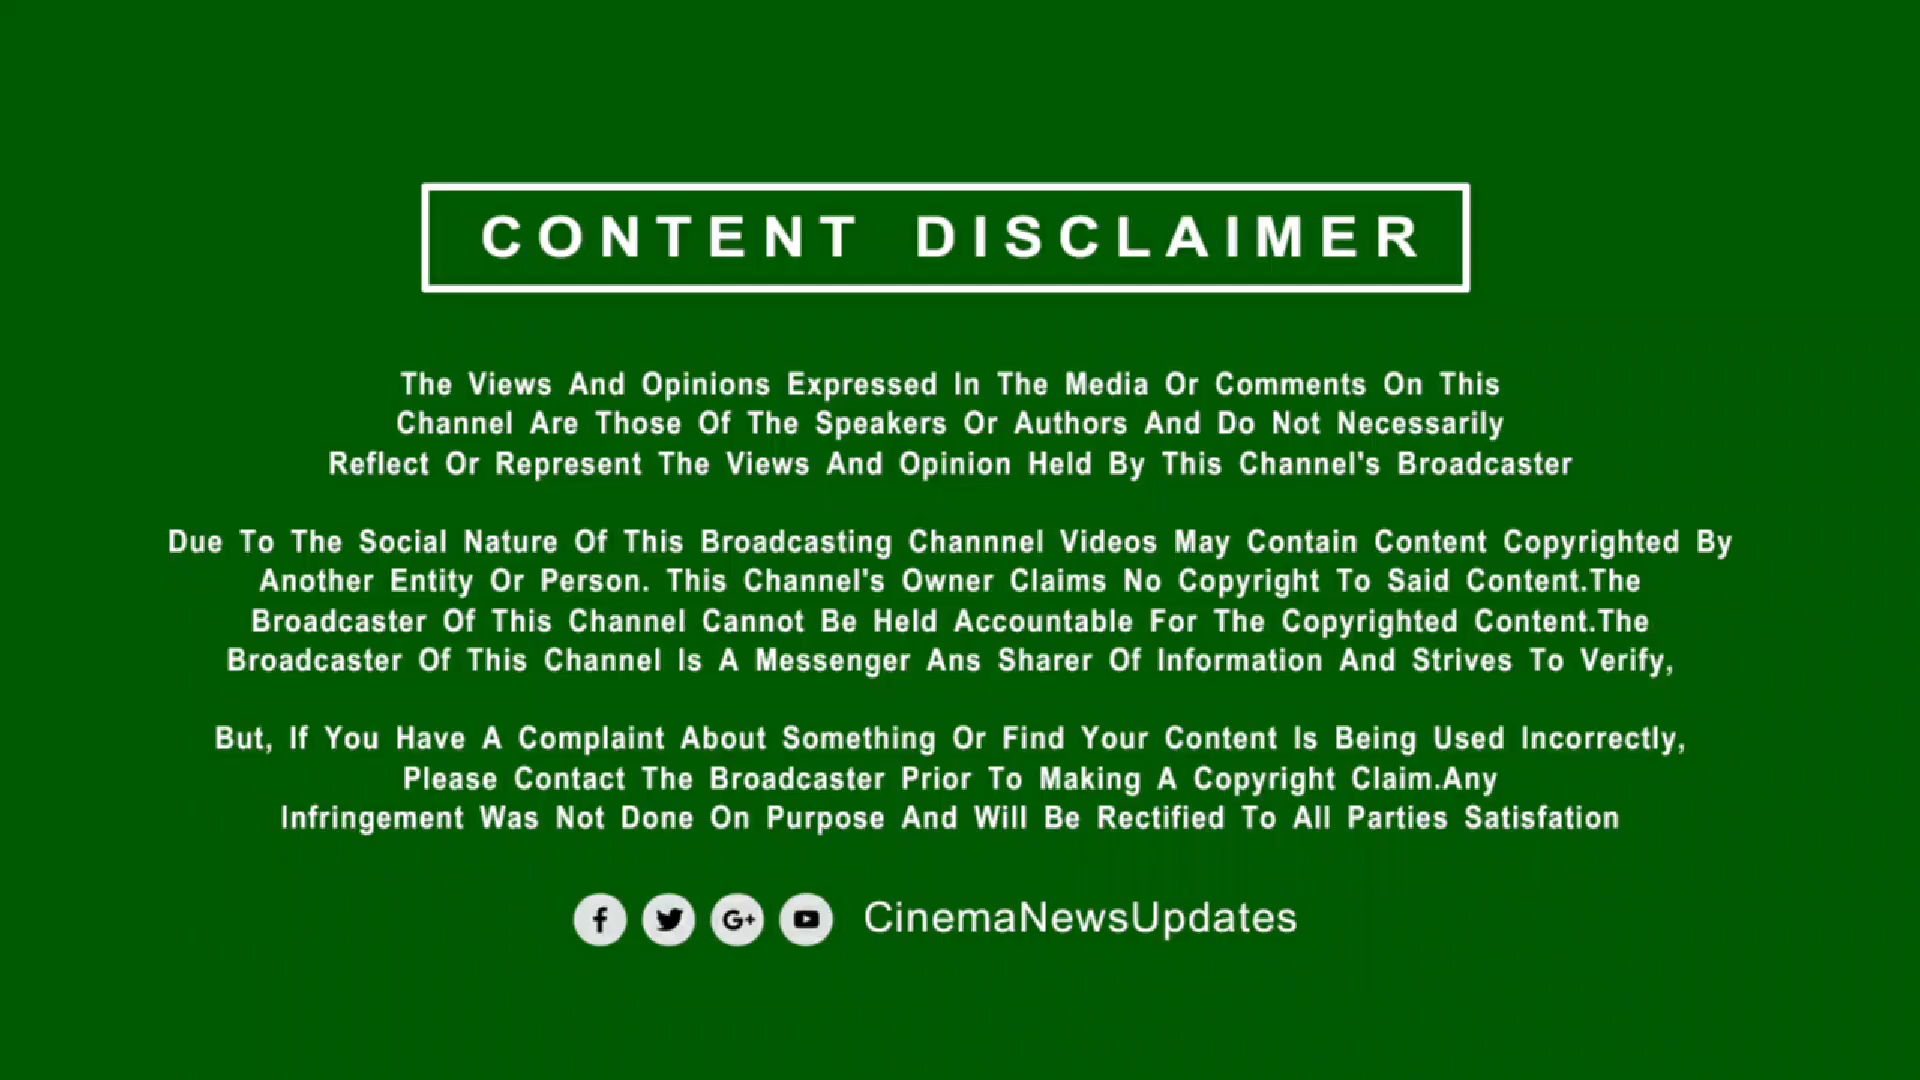 CONTENT DISCLAIMER
The Views And Opinions Expressed In The Media Or Comments On This
Channel Are Those Of The Speakers Or Authors And Do Not Necessarily
Reflect Or Represent The Views And Opinion Held By This Channel's Broadcaster
Due To The Social Nature Of This Broadcasting Channnel Videos May Contain Content Copyrighted By
Another Entity Or Person. This Channel's Owner Claims No Copyright To Said Content.The
Broadcaster Of This Channel Cannot Be Held Accountable For The Copyrighted Content.The
Broadcaster Of This Channel Is A Messenger Ans Sharer Of Information And Strives To Verify,
But, If You Have A Complaint About Something Or Find Your Content Is Being Used Incorrectly,
Please Contact The Broadcaster Prior To Making A Copyright Claim.Any
Infringement Was Not Done On Purpose And Will Be Rectified To All Parties Satisfation
f G+ CinemaNewsUpdates